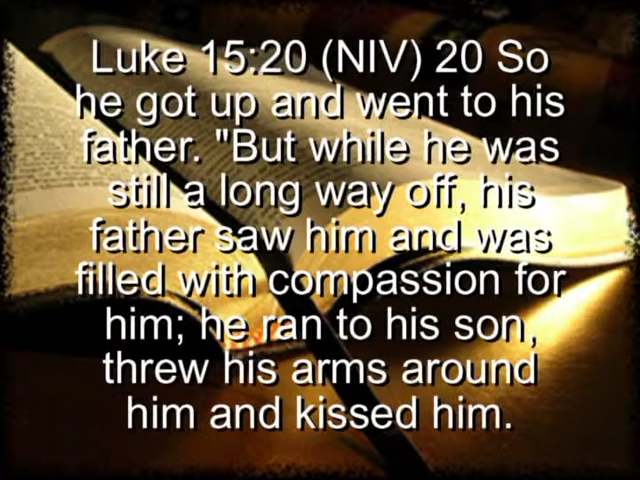 Luke 15:20 (NIV) 20 So
he got up and went to his
father. "But while he was
still a long way off, his
father saw him and was
filled with compassion for
him; he ran to his son,
threw his arms around
him and kissed him.